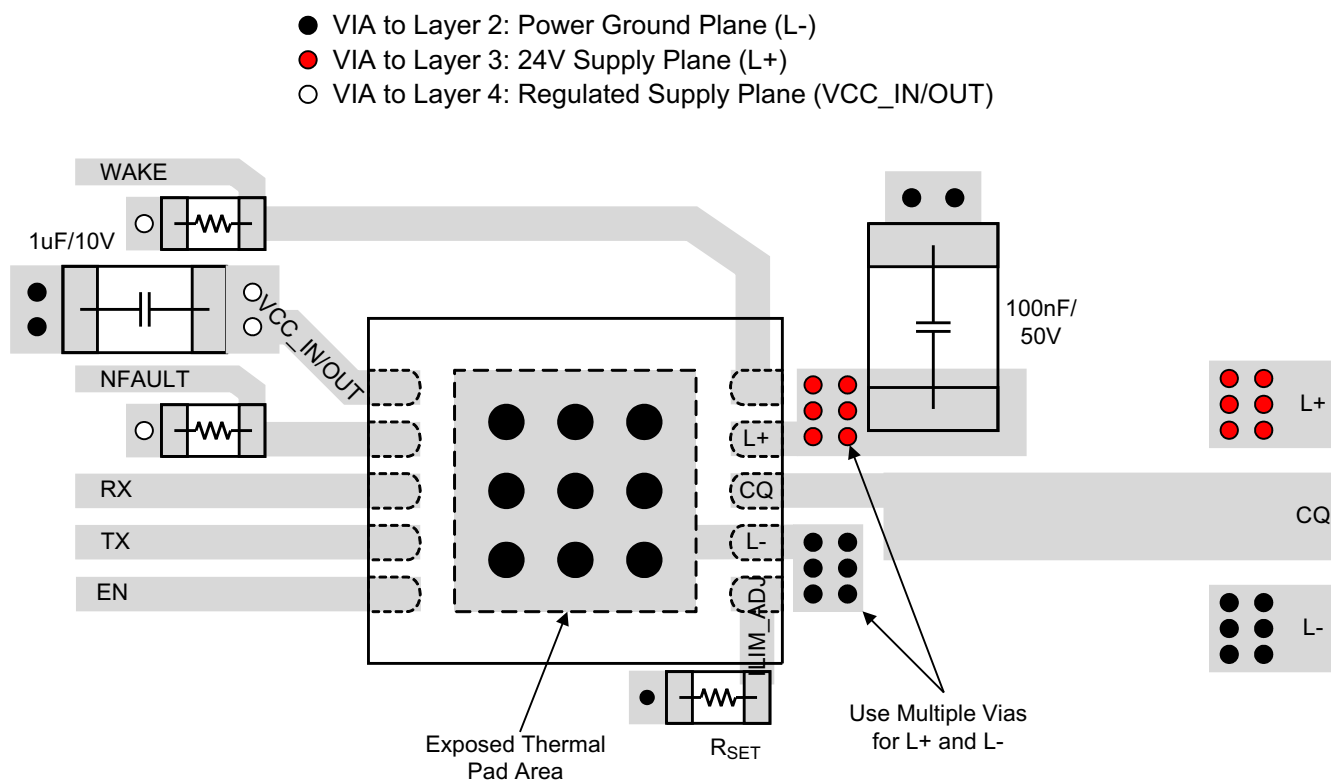 VIA to Layer 2: Power Ground Plane (L-)
VIA to Layer 3: 24V Supply Plane (L+)
VIA to Layer 4: Regulated Supply Plane (VCC_IN/OUT)
WAKE
1uF/10V
VCC_IN/OUT
100nF/
50V
NFAULT
L+
L+
RX
CQ
CQ
TX
L-
EN
ILIM_ADJ
L-
RSET
Use Multiple Vias
for L+ and L-
Exposed Thermal
Pad Area